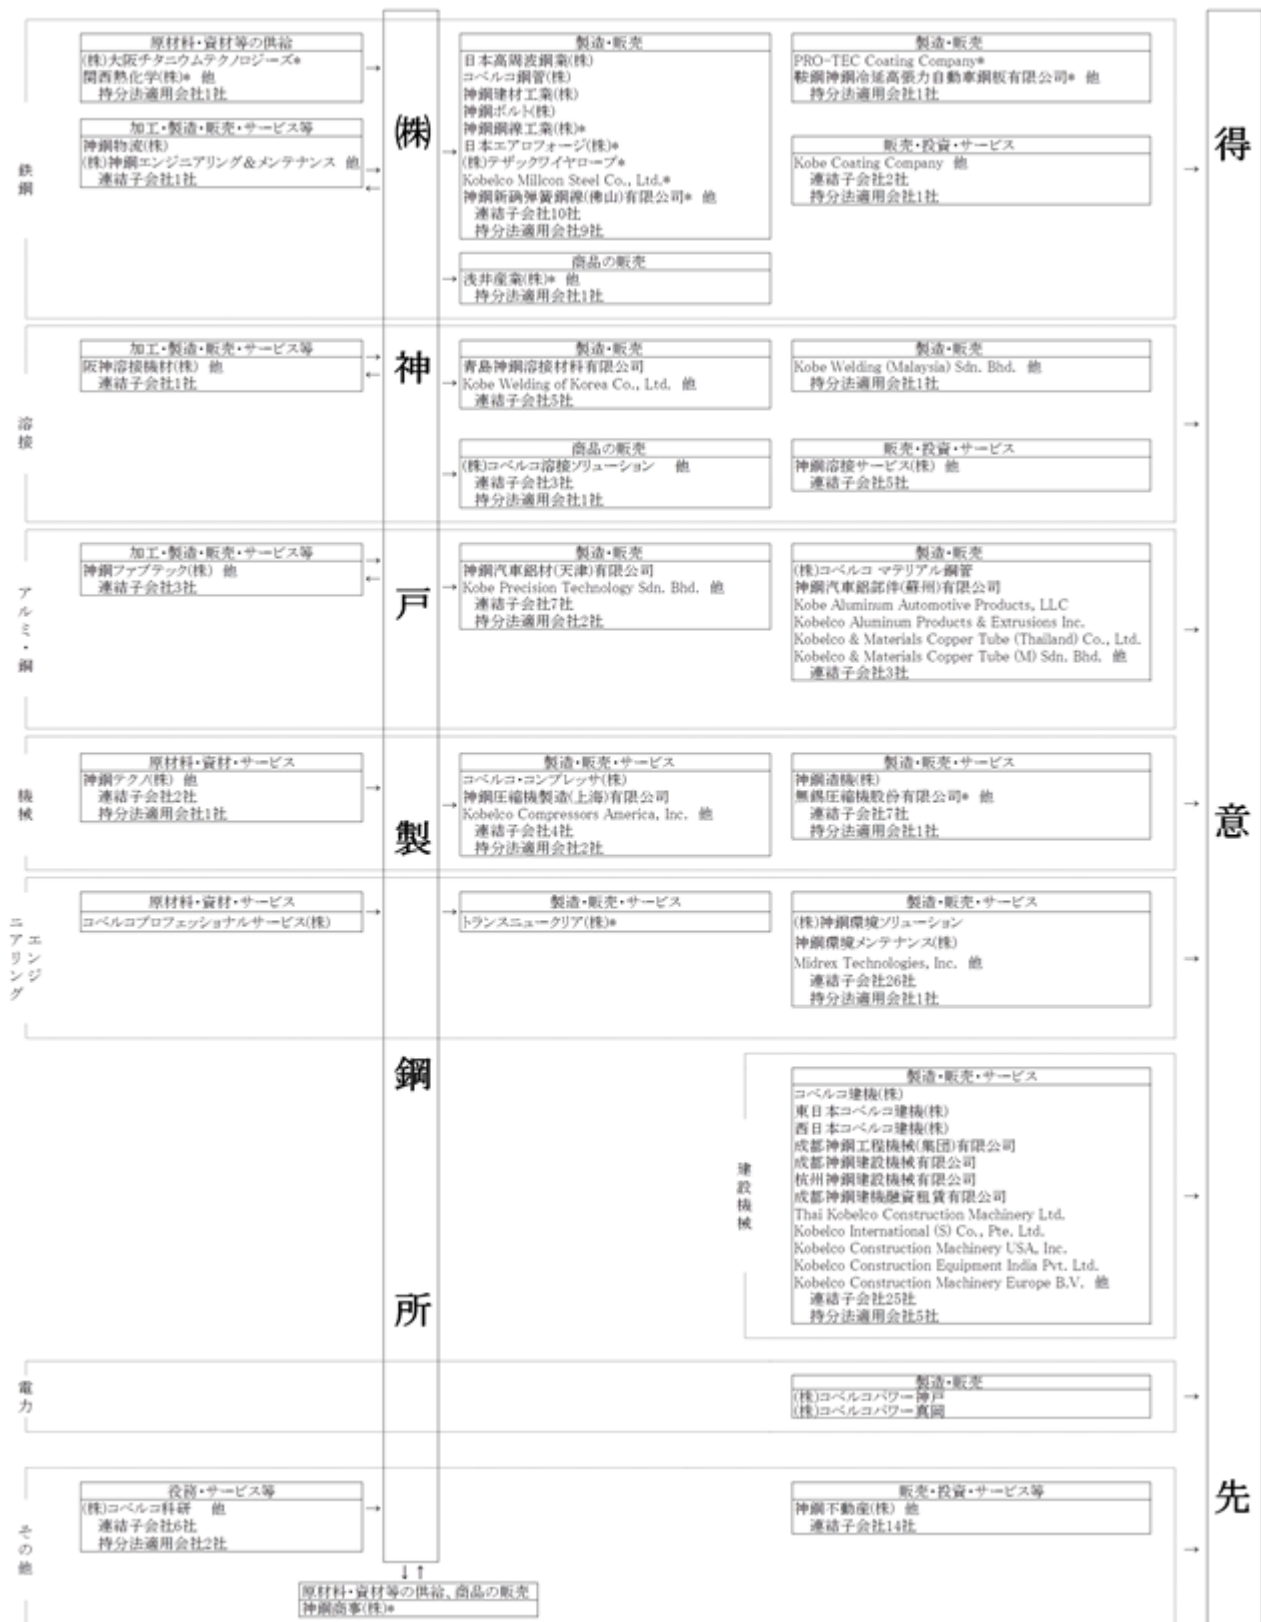 鉄鋼
原材料・資材等の供給
(株)大阪チタニウムテクノロジーズ*
関西熱化学(株)* 他
持分法適用会社1社
加工・製造・販売・サービス等
神鋼物流(株)
(株)神鋼エンジニアリング&メンテナンス 他
連結子会社1社
製造・販売
日本高周波鋼業(株)
コベルコ鋼管(株)
神鋼建材工業(株)
神鋼ボルト(株)
神鋼鋼線工業(株)*
日本エアロフォージ(株)*
(株)テザックワイヤロープ*
Kobelco Millcon Steel Co., Ltd.*
神鋼新确弾簧鋼線(佛山)有限公司* 他
連結子会社10社
持分法適用会社9社
商品の販売
浅井産業(株)* 他
持分法適用会社1社
製造・販売
PRO-TEC Coating Company*
鞍鋼神鋼冷延高張力自動車鋼板有限公司* 他
持分法適用会社1社
販売・投資・サービス
Kobe Coating Company 他
連結子会社2社
持分法適用会社1社
溶接
加工・製造・販売・サービス等
阪神溶接機材(株) 他
連結子会社1社
製造・販売
青島神鋼溶接材料有限公司
Kobe Welding of Korea Co., Ltd. 他
連結子会社5社
商品の販売
(株)コベルコ溶接ソリューション 他
連結子会社3社
持分法適用会社1社
製造・販売
Kobe Welding (Malaysia) Sdn. Bhd. 他
持分法適用会社1社
販売・投資・サービス
神鋼溶接サービス(株) 他
連結子会社5社
アルミ・銅
加工・製造・販売・サービス等
神鋼ファブテック(株) 他
連結子会社3社
製造・販売
神鋼汽車鋁材(天津)有限公司
Kobe Precision Technology Sdn. Bhd. 他
連結子会社7社
持分法適用会社2社
製造・販売
(株)コベルコ マテリアル銅管
神鋼汽車鋁部件(蘇州)有限公司
Kobe Aluminum Automotive Products, LLC
Kobelco Aluminum Products & Extrusions Inc.
Kobelco & Materials Copper Tube (Thailand) Co., Ltd.
Kobelco & Materials Copper Tube (M) Sdn. Bhd. 他
連結子会社3社
機械
原材料・資材・サービス
神鋼テクノ(株) 他
連結子会社2社
持分法適用会社1社
製造・販売・サービス
コベルコ・コンプレッサ(株)
神鋼圧縮機製造(上海)有限公司
Kobelco Compressors America, Inc. 他
連結子会社4社
持分法適用会社2社
製造・販売・サービス
神鋼造機(株)
無錫圧縮機股份有限公司* 他
連結子会社7社
持分法適用会社1社
エンジニアリング
原材料・資材・サービス
コベルコプロフェッショナルサービス(株)
製造・販売・サービス
トランスニュークリア(株)*
製造・販売・サービス
(株)神鋼環境ソリューション
神鋼環境メンテナンス(株)
Midrex Technologies, Inc. 他
連結子会社26社
持分法適用会社1社
建設機械
製造・販売・サービス
コベルコ建機(株)
東日本コベルコ建機(株)
西日本コベルコ建機(株)
成都神鋼工程機械(集団)有限公司
成都神鋼建設機械有限公司
杭州神鋼建設機械有限公司
成都神鋼建機融資租賃有限公司
Thai Kobelco Construction Machinery Ltd.
Kobelco International (S) Co., Pte. Ltd.
Kobelco Construction Machinery USA, Inc.
Kobelco Construction Equipment India Pvt. Ltd.
Kobelco Construction Machinery Europe B.V. 他
連結子会社25社
持分法適用会社5社
電力
製造・販売
(株)コベルコパワー神戸
(株)コベルコパワー真岡
その他
役務・サービス等
(株)コベルコ科研 他
連結子会社6社
持分法適用会社2社
販売・投資・サービス等
神鋼不動産(株) 他
連結子会社14社
原材料・資材等の供給、商品の販売
神鋼商事(株)*
㈱神戸製鋼所
得意先